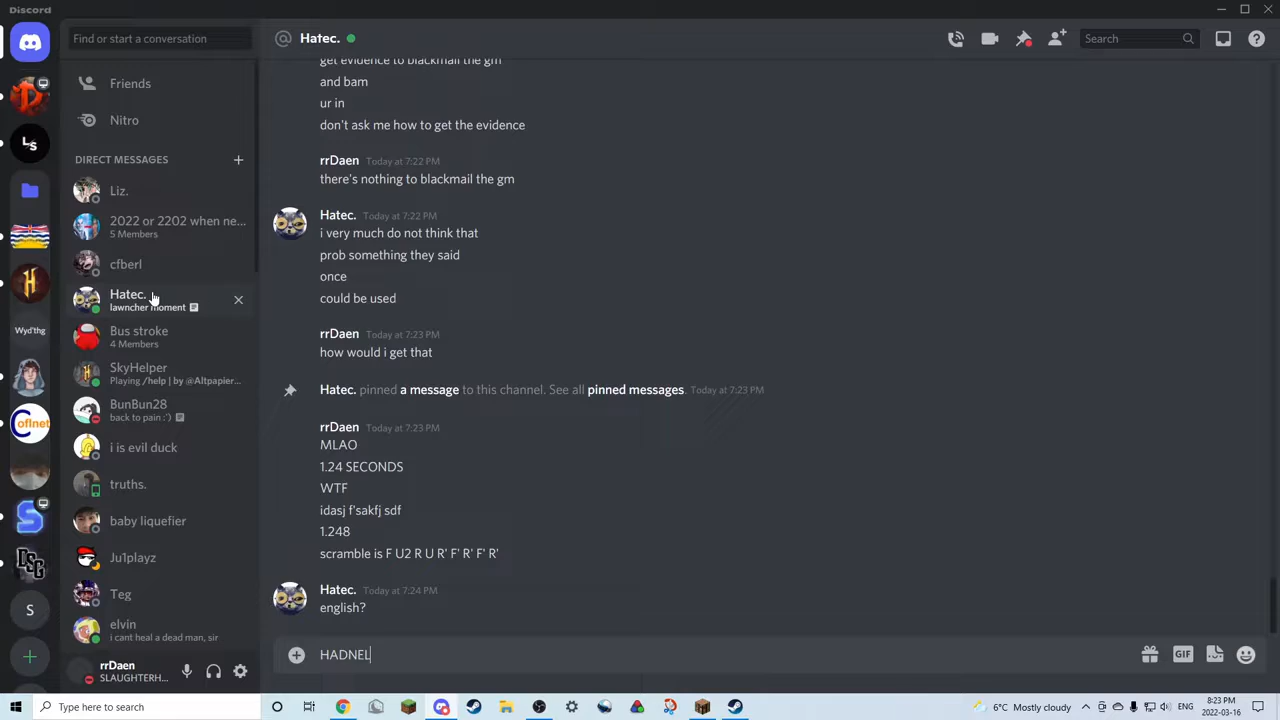 Discord
Find or start a conversation
Friends
Nitro
DIRECT MESSAGES
Liz.
2022 or 2202 when ne...
5 Members
cfberl
Hatec.
lawncher moment
Bus stroke
4 Members
SkyHelper
Playing /help | by @Altpapier...
BunBun28
back to pain :')
i is evil duck
truths.
baby liquefier
Ju1playz
Teg
elvin
i cant heal a dead man, sir
rrDaen
SLAUGHTERH...
LS
Wyd'thg
Coflnet
DSG
S
@ Hatec.
Search
get evidence to blackmail the gm
and bam
ur in
don't ask me how to get the evidence
rrDaen Today at 7:22 PM
there's nothing to blackmail the gm
Hatec. Today at 7:22 PM
i very much do not think that
prob something they said
once
could be used
rrDaen Today at 7:23 PM
how would i get that
Hatec. pinned a message to this channel. See all pinned messages. Today at 7:23 PM
rrDaen Today at 7:23 PM
MLAO
1.24 SECONDS
WTF
idasj f'sakfj sdf
1.248
scramble is F U2 R U R' F' R' F' R'
Hatec. Today at 7:24 PM
english?
HADNEL
GIF
Type here to search
6°C Mostly cloudy
ENG
8:23 PM
2022-03-16